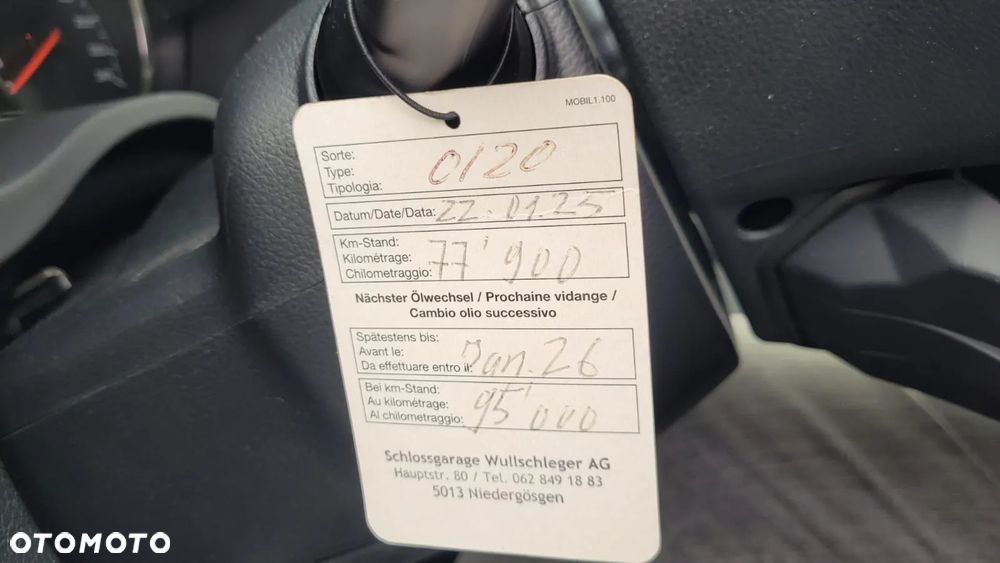 MOBIL1.100
Sorte:
Type:
Tipologia:
0/20
Datum/Date/Data: 22.01.25
Km-Stand:
Kilométrage:
Chilometraggio:
77'900
Nächster Ölwechsel / Prochaine vidange /
Cambio olio successivo
Spätestens bis:
Avant le:
Da effettuare entro il:
Jan. 26
Bei km-Stand:
Au kilométrage:
Al chilometraggio:
95'000
Schlossgarage Wullschleger AG
Hauptstr. 80 / Tel. 062 849 18 83
5013 Niedergösgen
OTOMOTO